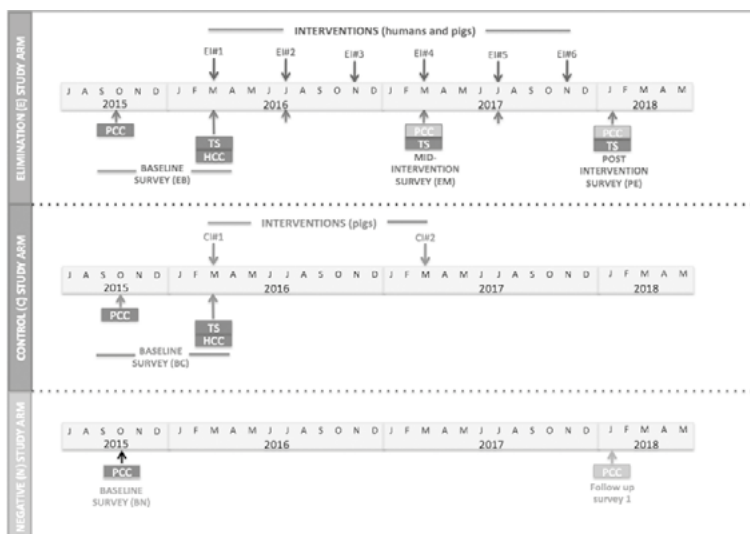 ELIMINATION (E) STUDY ARM
INTERVENTIONS (humans and pigs)
EI#1 EI#2 EI#3 EI#4 EI#5 EI#6
J A S O N D J F M A M J J A S O N D J F M A M J J A S O N D J F M A M
2015 2016 2017 2018
PCC TS HCC PCC TS PCC TS
BASELINE SURVEY (EB)
MID-INTERVENTION SURVEY (EM)
POST INTERVENTION SURVEY (PE)
CONTROL (C) STUDY ARM
INTERVENTIONS (pigs)
CI#1 CI#2
J A S O N D J F M A M J J A S O N D J F M A M J J A S O N D J F M A M
2015 2016 2017 2018
PCC TS HCC
BASELINE SURVEY (BC)
NEGATIVE (N) STUDY ARM
J A S O N D J F M A M J J A S O N D J F M A M J J A S O N D J F M A M
2015 2016 2017 2018
PCC PCC
BASELINE SURVEY (BN)
Follow up survey 1